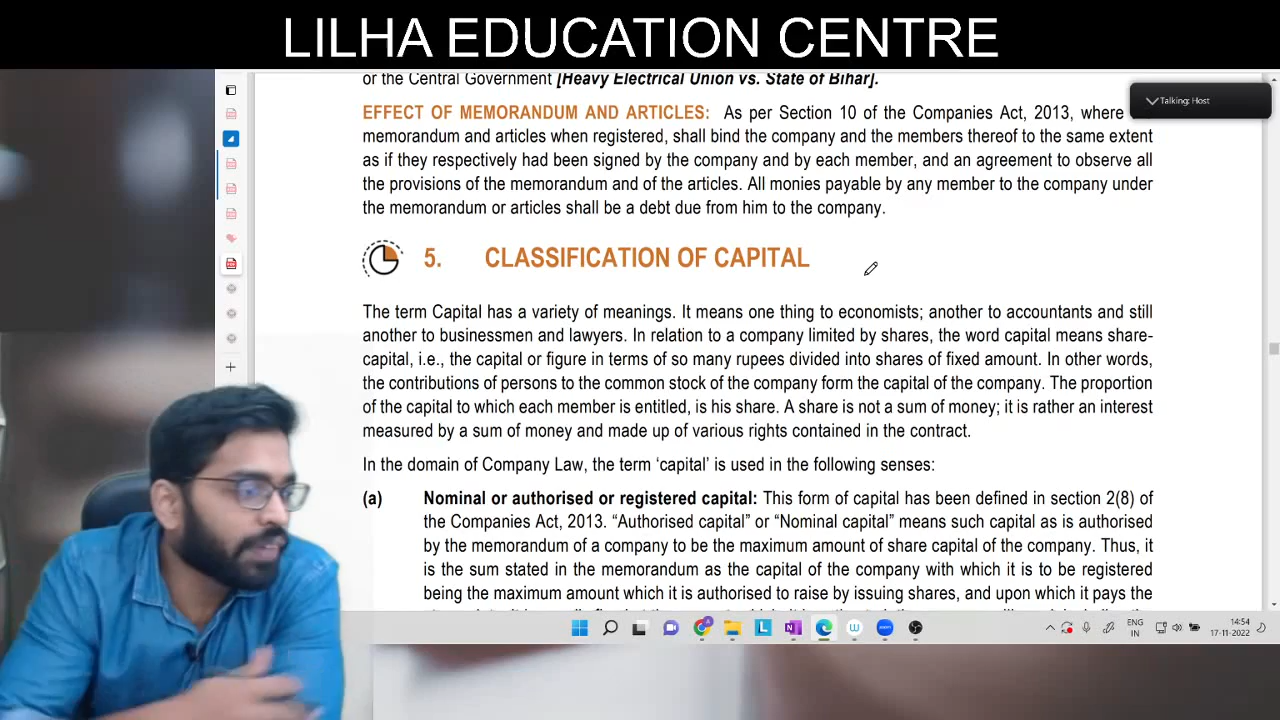 LILHA EDUCATION CENTRE
or the Central Government [Heavy Electrical Union vs. State of Bihar].
Talking: Host
EFFECT OF MEMORANDUM AND ARTICLES: As per Section 10 of the Companies Act, 2013, where
memorandum and articles when registered, shall bind the company and the members thereof to the same extent
as if they respectively had been signed by the company and by each member, and an agreement to observe all
the provisions of the memorandum and of the articles. All monies payable by any member to the company under
the memorandum or articles shall be a debt due from him to the company.
5. CLASSIFICATION OF CAPITAL
The term Capital has a variety of meanings. It means one thing to economists; another to accountants and still
another to businessmen and lawyers. In relation to a company limited by shares, the word capital means share-
capital, i.e., the capital or figure in terms of so many rupees divided into shares of fixed amount. In other words,
the contributions of persons to the common stock of the company form the capital of the company. The proportion
of the capital to which each member is entitled, is his share. A share is not a sum of money; it is rather an interest
measured by a sum of money and made up of various rights contained in the contract.
In the domain of Company Law, the term ‘capital’ is used in the following senses:
(a) Nominal or authorised or registered capital: This form of capital has been defined in section 2(8) of
the Companies Act, 2013. “Authorised capital” or “Nominal capital” means such capital as is authorised
by the memorandum of a company to be the maximum amount of share capital of the company. Thus, it
is the sum stated in the memorandum as the capital of the company with which it is to be registered
being the maximum amount which it is authorised to raise by issuing shares, and upon which it pays the
ENG
IN
14:54
17-11-2022